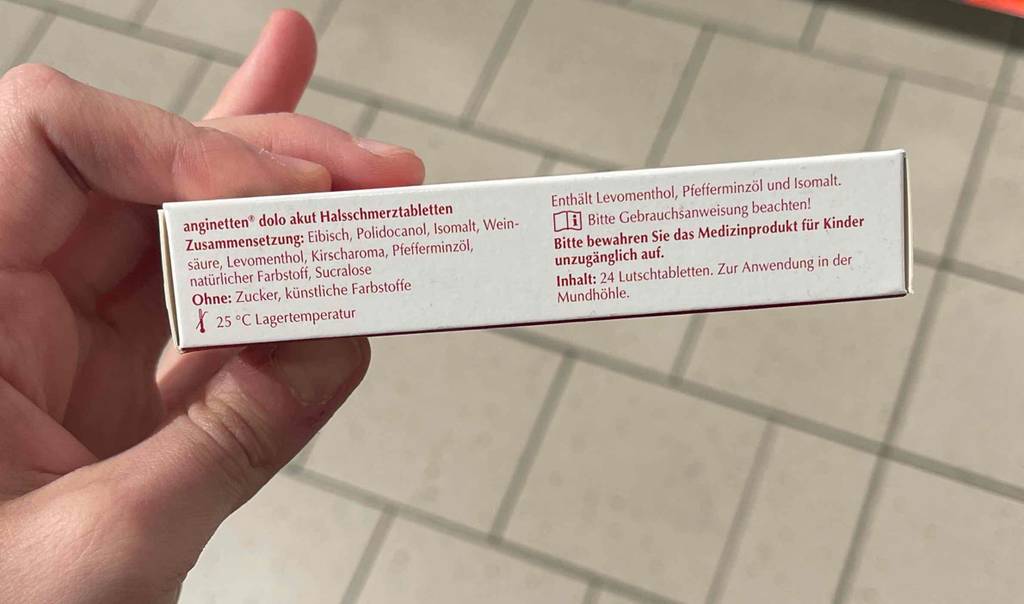 anginetten® dolo akut Halsschmerztabletten
Zusammensetzung: Eibisch, Polidocanol, Isomalt, Wein-
säure, Levomenthol, Kirscharoma, Pfefferminzöl,
natürlicher Farbstoff, Sucralose
Ohne: Zucker, künstliche Farbstoffe
25 °C Lagertemperatur
Enthält Levomenthol, Pfefferminzöl und Isomalt.
Bitte Gebrauchsanweisung beachten!
Bitte bewahren Sie das Medizinprodukt für Kinder
unzugänglich auf.
Inhalt: 24 Lutschtabletten. Zur Anwendung in der
Mundhöhle.